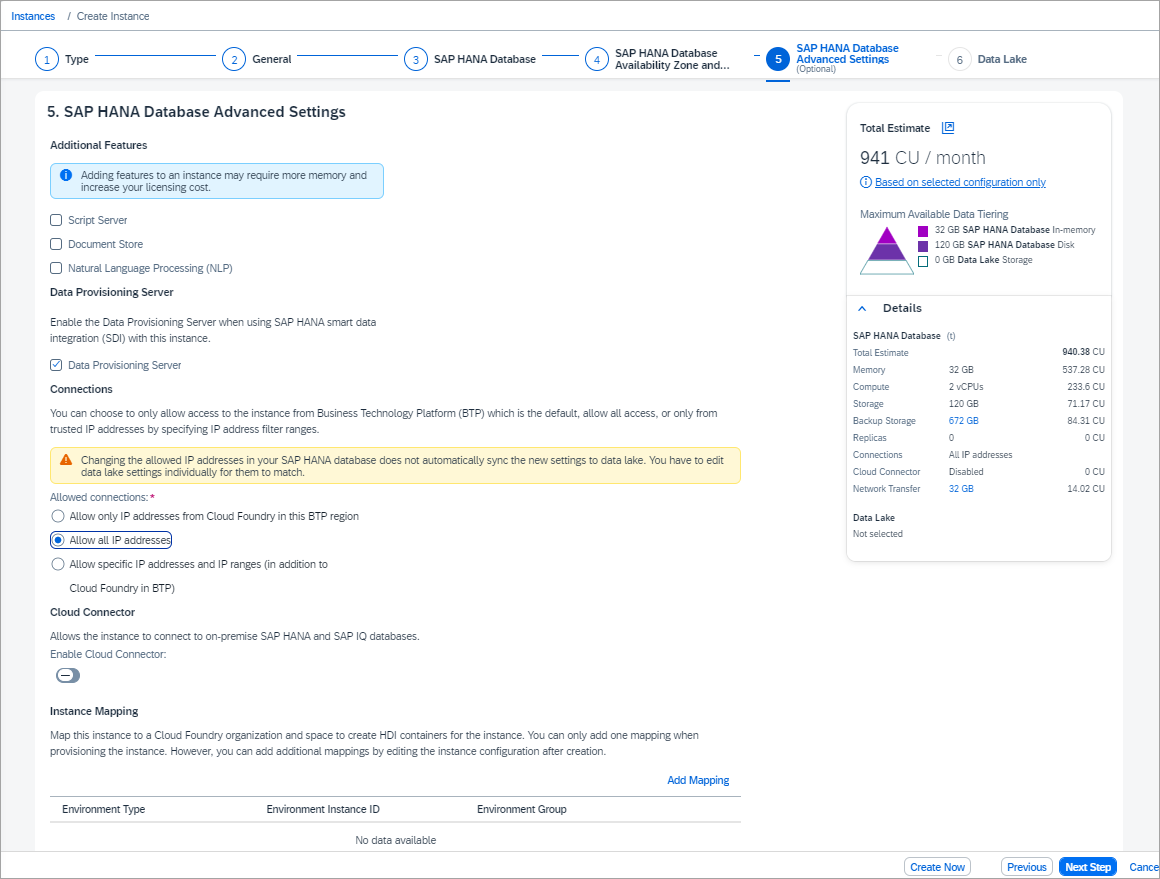 Instances / Create Instance
1 Type
2 General
3 SAP HANA Database
4 SAP HANA Database
Availability Zone and...
5 SAP HANA Database
Advanced Settings
(Optional)
6 Data Lake
5. SAP HANA Database Advanced Settings
Additional Features
Adding features to an instance may require more memory and
increase your licensing cost.
Script Server
Document Store
Natural Language Processing (NLP)
Data Provisioning Server
Enable the Data Provisioning Server when using SAP HANA smart data
integration (SDI) with this instance.
Data Provisioning Server
Connections
You can choose to only allow access to the instance from Business Technology Platform (BTP) which is the default, allow all access, or only from
trusted IP addresses by specifying IP address filter ranges.
Changing the allowed IP addresses in your SAP HANA database does not automatically sync the new settings to data lake. You have to edit
data lake settings individually for them to match.
Allowed connections:*
Allow only IP addresses from Cloud Foundry in this BTP region
Allow all IP addresses
Allow specific IP addresses and IP ranges (in addition to
Cloud Foundry in BTP)
Cloud Connector
Allows the instance to connect to on-premise SAP HANA and SAP IQ databases.
Enable Cloud Connector:
Instance Mapping
Map this instance to a Cloud Foundry organization and space to create HDI containers for the instance. You can only add one mapping when
provisioning the instance. However, you can add additional mappings by editing the instance configuration after creation.
Add Mapping
Environment Type Environment Instance ID Environment Group
No data available
Total Estimate
941 CU / month
Based on selected configuration only
Maximum Available Data Tiering
32 GB SAP HANA Database In-memory
120 GB SAP HANA Database Disk
0 GB Data Lake Storage
Details
SAP HANA Database (t)
Total Estimate 940.38 CU
Memory 32 GB 537.28 CU
Compute 2 vCPUs 233.6 CU
Storage 120 GB 71.17 CU
Backup Storage 672 GB 84.31 CU
Replicas 0 0 CU
Connections All IP addresses
Cloud Connector Disabled 0 CU
Network Transfer 32 GB 14.02 CU
Data Lake
Not selected
Create Now Previous Next Step Cance